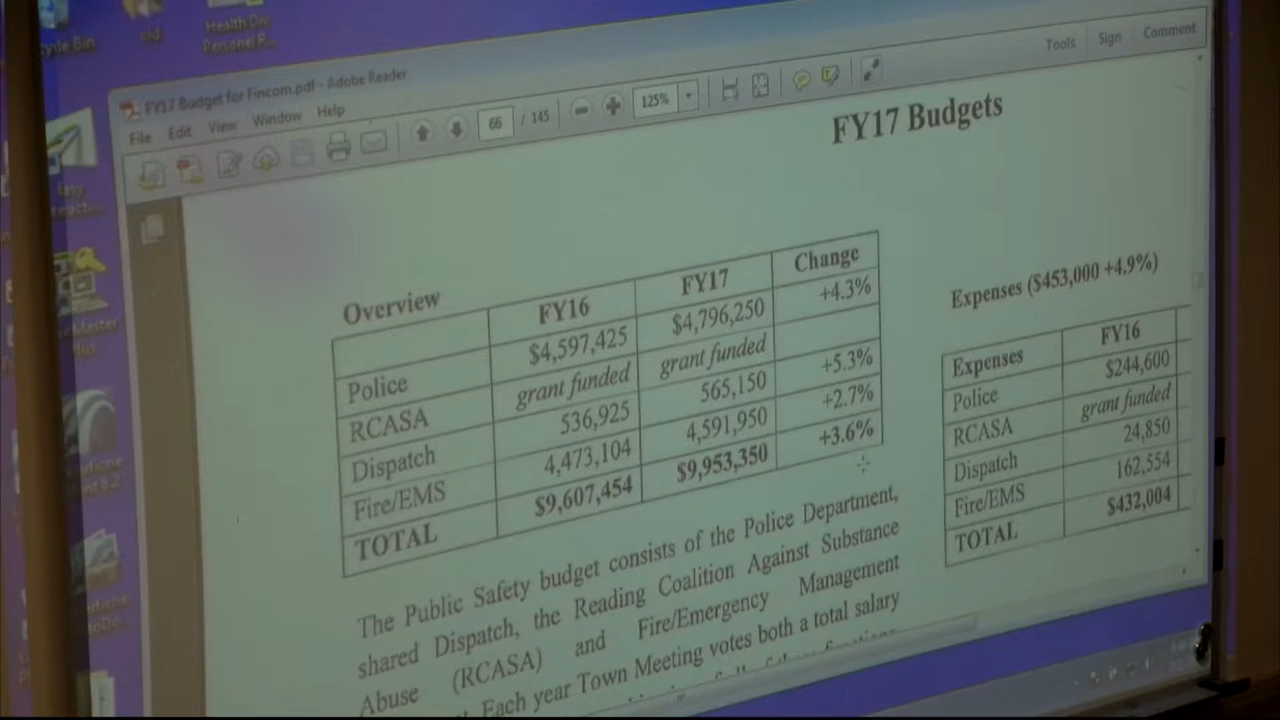 old
Health Div
Personel R...
FY17 Budget for Fincom.pdf - Adobe Reader
File Edit View Window Help
66 / 145 125%
Tools Sign Comment
FY17 Budgets
Overview FY16 FY17 Change
Police $4,597,425 $4,796,250 +4.3%
RCASA grant funded grant funded
Dispatch 536,925 565,150 +5.3%
Fire/EMS 4,473,104 4,591,950 +2.7%
TOTAL $9,607,454 $9,953,350 +3.6%
The Public Safety budget consists of the Police Department,
shared Dispatch, the Reading Coalition Against Substance
Abuse (RCASA) and Fire/Emergency Management
Each year Town Meeting votes both a total salary
Expenses ($453,000 +4.9%)
Expenses FY16
Police $244,600
RCASA grant funded
Dispatch 24,850
Fire/EMS 162,554
TOTAL $432,004